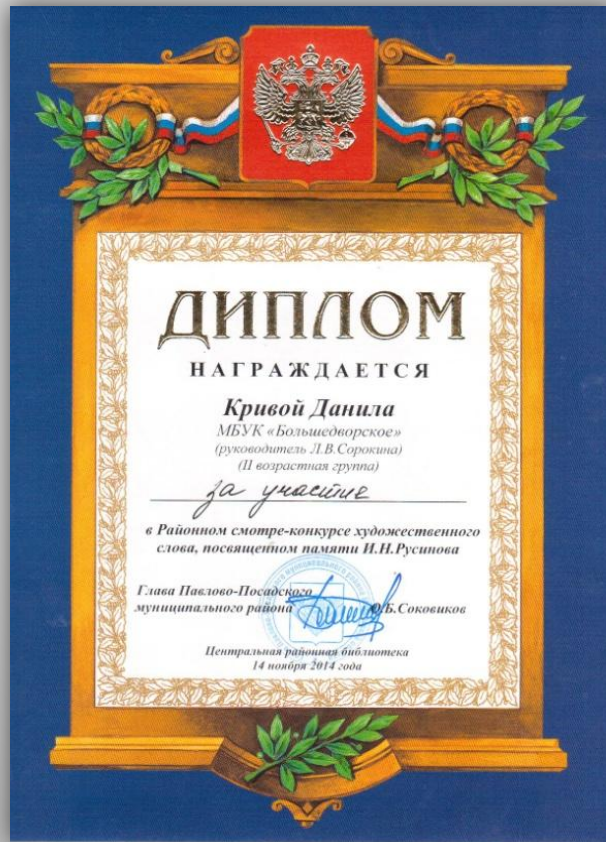 ДИПЛОМ
НАГРАЖДАЕТСЯ
Кривой Данила
МБУК «Большедворское»
(руководитель Л.В.Сорокина)
(II возрастная группа)
за участие
в Районном смотре-конкурсе художественного
слова, посвященном памяти И.Н.Русинова
Глава Павлово-Посадского
муниципального района О.Б.Соковиков
Центральная районная библиотека
14 ноября 2014 года